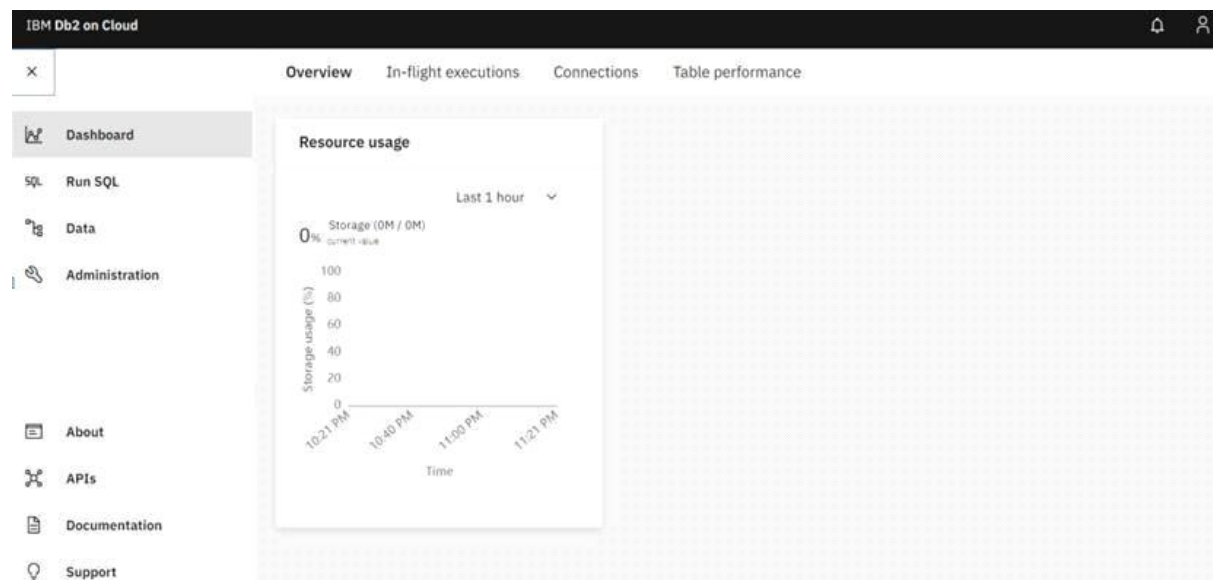 IBM Db2 on Cloud
Overview In-flight executions Connections Table performance
Dashboard
SQL Run SQL
Data
Administration
About
APIs
Documentation
Support
Resource usage
Last 1 hour
0% Storage (0M / 0M)
current value
Storage usage (%)
100
80
60
40
20
0
10:21 PM 10:40 PM 11:00 PM 11:21 PM
Time